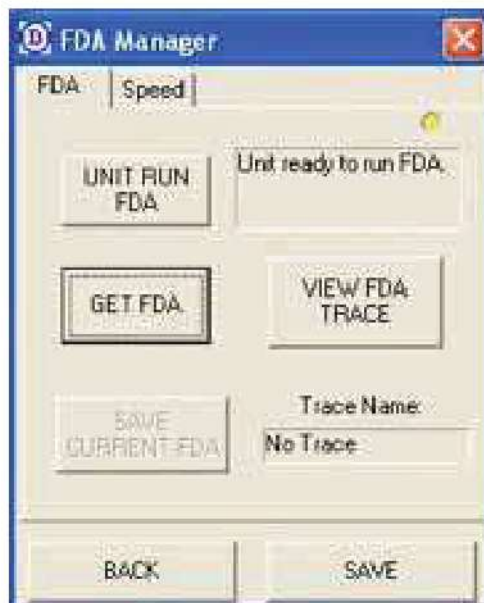 D FDA Manager
FDA Speed
UNIT RUN
FDA
Unit ready to run FDA.
GET FDA
VIEW FDA
TRACE
SAVE
CURRENT FDA
Trace Name:
No Trace
BACK
SAVE